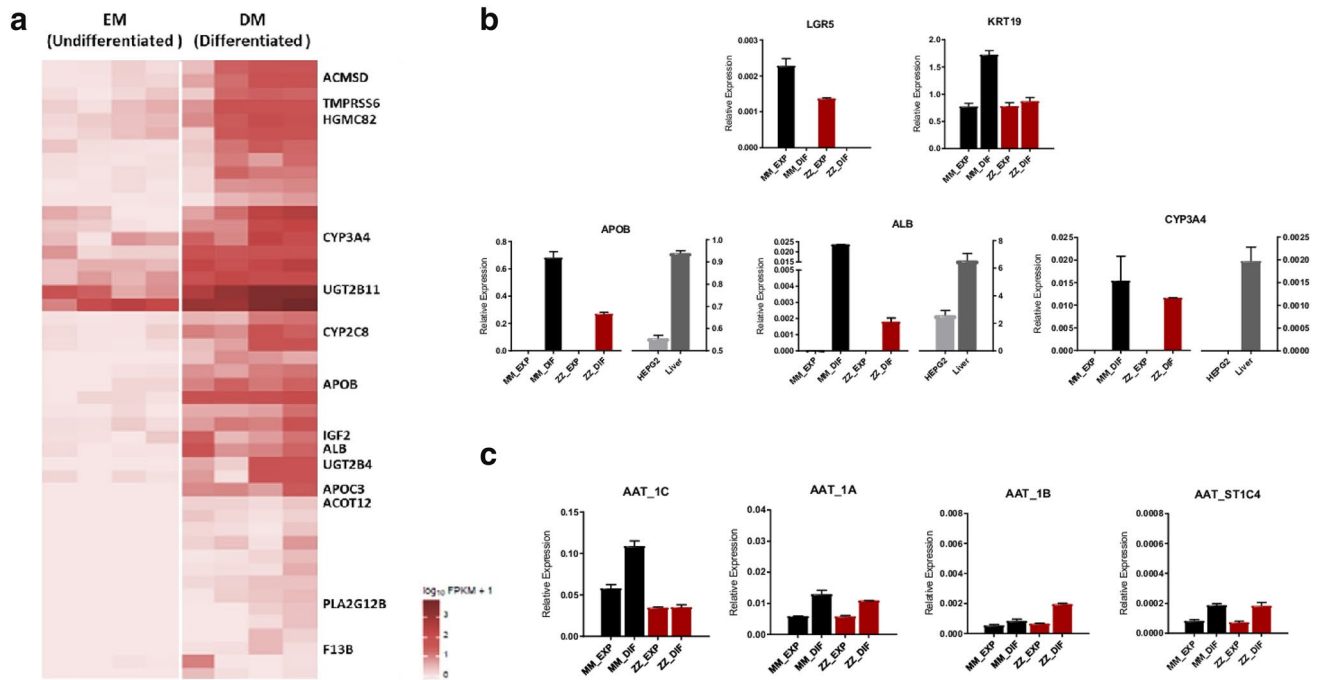 a
EM
(Undifferentiated )
DM
(Differentiated )
ACMSD
TMPRSS6
HGMC82
CYP3A4
UGT2B11
CYP2C8
APOB
IGF2
ALB
UGT2B4
APOC3
ACOT12
PLA2G12B
F13B
log10 FPKM + 1
3
2
1
0
b
LGR5
Relative Expression
0.003
0.002
0.001
0.000
MM_EXP
MM_DIF
ZZ_EXP
ZZ_DIF
KRT19
Relative Expression
2.0
1.5
1.0
0.5
0.0
MM_EXP
MM_DIF
ZZ_EXP
ZZ_DIF
APOB
Relative Expression
0.8
0.6
0.4
0.2
0.0
MM_EXP
MM_DIF
ZZ_EXP
ZZ_DIF
1.0
0.9
0.8
0.7
0.6
0.5
HEPG2
Liver
ALB
Relative Expression
0.025
0.020
0.015
0.005
0.004
0.003
0.002
0.001
0.000
MM_EXP
MM_DIF
ZZ_EXP
ZZ_DIF
8
6
4
2
0
HEPG2
Liver
CYP3A4
Relative Expression
0.025
0.020
0.015
0.010
0.005
0.000
MM_EXP
MM_DIF
ZZ_EXP
ZZ_DIF
0.0025
0.0020
0.0015
0.0010
0.0005
0.0000
HEPG2
Liver
c
AAT_1C
Relative Expression
0.15
0.10
0.05
0.00
MM_EXP
MM_DIF
ZZ_EXP
ZZ_DIF
AAT_1A
Relative Expression
0.04
0.03
0.02
0.01
0.00
MM_EXP
MM_DIF
ZZ_EXP
ZZ_DIF
AAT_1B
Relative Expression
0.008
0.006
0.004
0.002
0.000
MM_EXP
MM_DIF
ZZ_EXP
ZZ_DIF
AAT_ST1C4
Relative Expression
0.0008
0.0006
0.0004
0.0002
0.0000
MM_EXP
MM_DIF
ZZ_EXP
ZZ_DIF